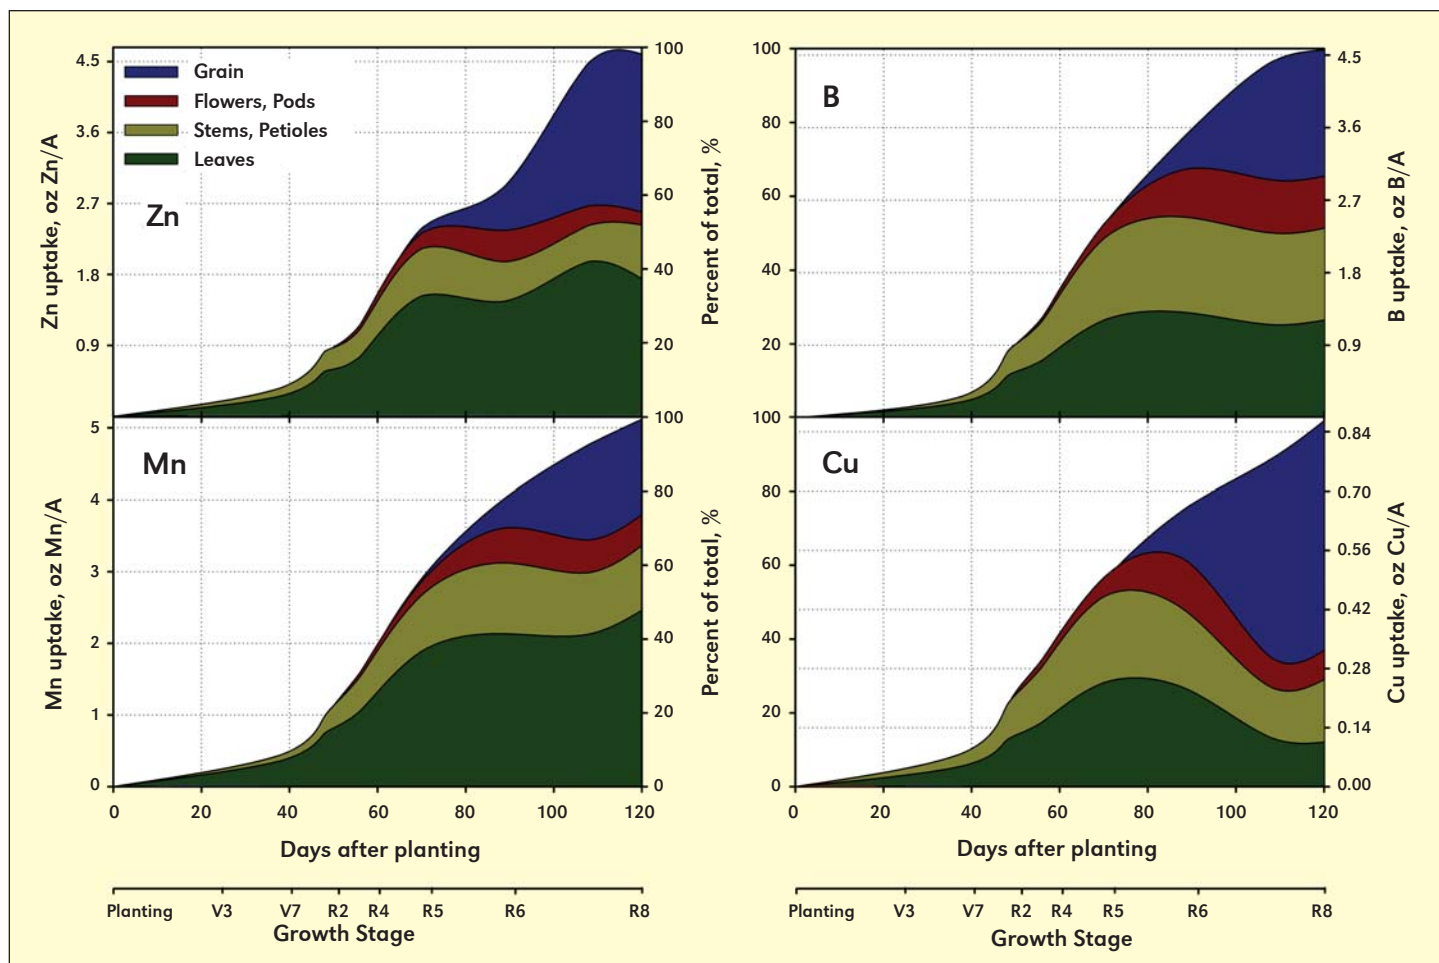 4.5
3.6
2.7
1.8
0.9
Zn uptake, oz Zn/A
Grain
Flowers, Pods
Stems, Petioles
Leaves
Zn
100
80
60
40
20
Percent of total, %
100
80
60
40
20
B
4.5
3.6
2.7
1.8
0.9
B uptake, oz B/A
5
4
3
2
1
0
Mn uptake, oz Mn/A
Mn
100
80
60
40
20
0
Percent of total, %
100
80
60
40
20
0
Cu
0.84
0.70
0.56
0.42
0.28
0.14
0.00
Cu uptake, oz Cu/A
0 20 40 60 80 100 120
Days after planting
0 20 40 60 80 100 120
Days after planting
Planting V3 V7 R2 R4 R5 R6 R8
Growth Stage
Planting V3 V7 R2 R4 R5 R6 R8
Growth Stage